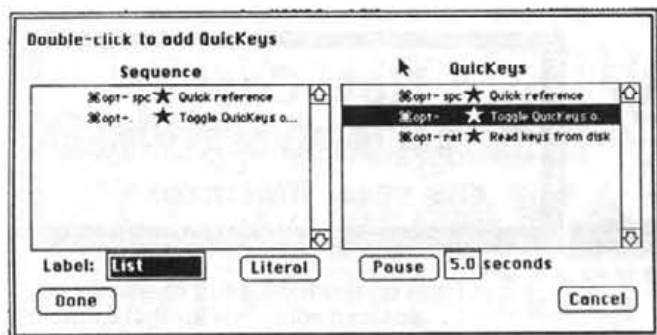 Double-click to add QuicKeys
Sequence
⌘opt- spc ★ Quick reference
⌘opt-. ★ Toggle QuicKeys o...
QuicKeys
⌘opt- spc ★ Quick reference
⌘opt- ★ Toggle QuicKeys o.
⌘opt- ret ★ Read keys from disk
Label: List
Literal
Pause 5.0 seconds
Done
Cancel